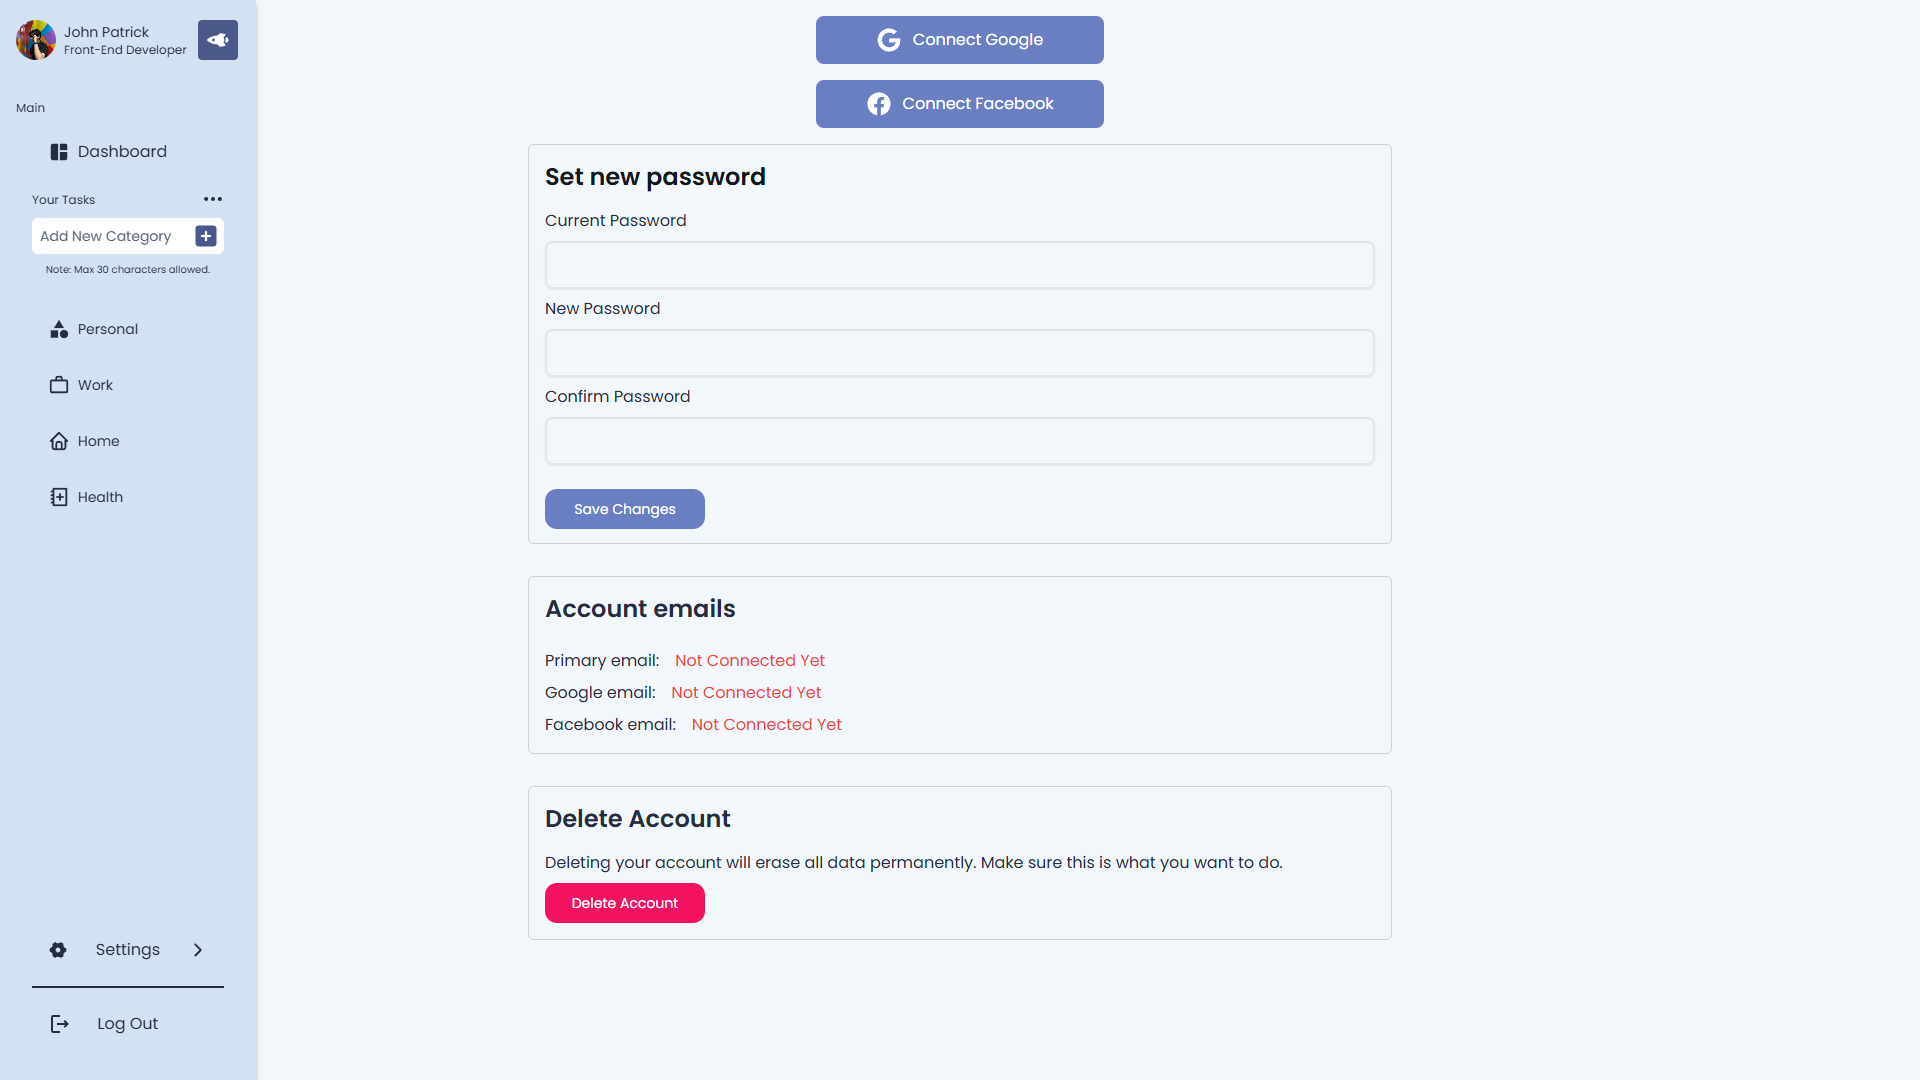 John Patrick
Front-End Developer
Main
Dashboard
Your Tasks
Add New Category
Note: Max 30 characters allowed.
Personal
Work
Home
Health
Settings
Log Out
Connect Google
Connect Facebook
Set new password
Current Password
New Password
Confirm Password
Save Changes
Account emails
Primary email: Not Connected Yet
Google email: Not Connected Yet
Facebook email: Not Connected Yet
Delete Account
Deleting your account will erase all data permanently. Make sure this is what you want to do.
Delete Account